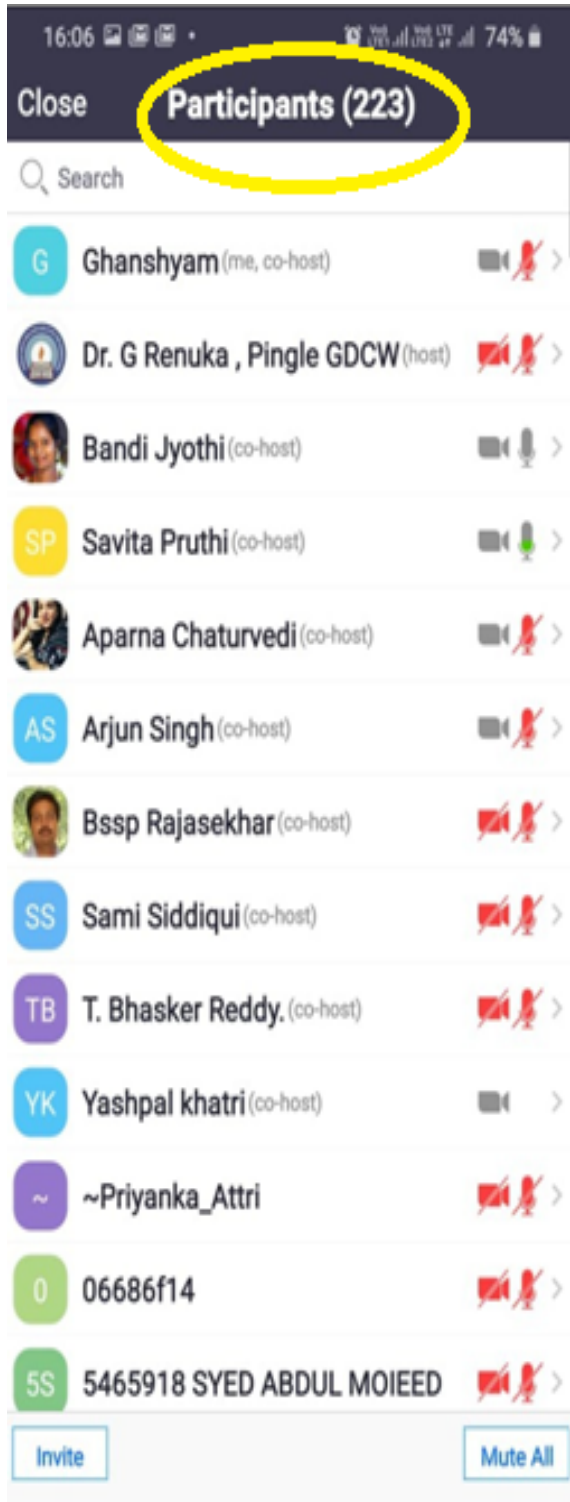 16:06 74%
Close Participants (223)
Search
G Ghanshyam (me, co-host)
Dr. G Renuka , Pingle GDCW (host)
Bandi Jyothi (co-host)
SP Savita Pruthi (co-host)
Aparna Chaturvedi (co-host)
AS Arjun Singh (co-host)
Bssp Rajasekhar (co-host)
SS Sami Siddiqui (co-host)
TB T. Bhasker Reddy. (co-host)
YK Yashpal khatri (co-host)
~ ~Priyanka_Attri
0 06686f14
5S 5465918 SYED ABDUL MOIEED
Invite Mute All